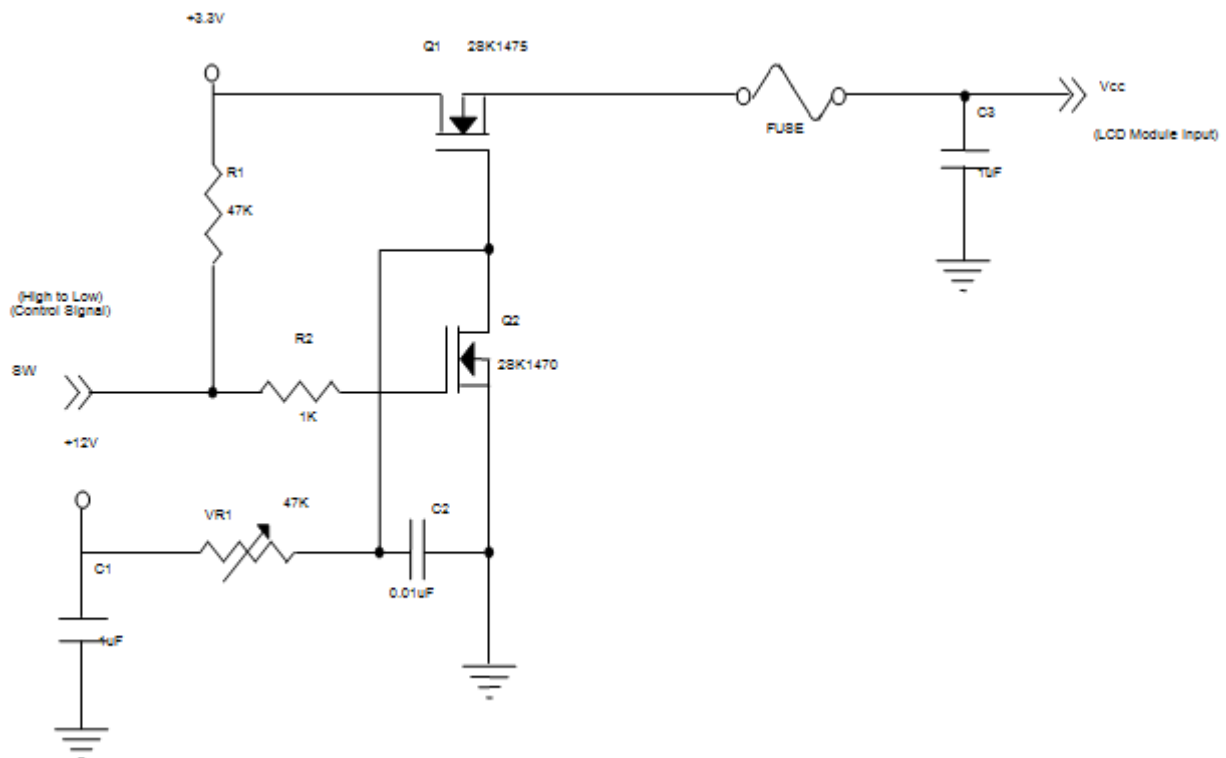 +3.3V
Q1 2SK1475
Vcc
C3
FUSE
(LCD Module Input)
R1
1uF
47K
(High to Low)
(Control Signal)
Q2
R2
SW
2SK1470
1K
+12V
47K
C2
VR1
C1
0.01uF
1uF